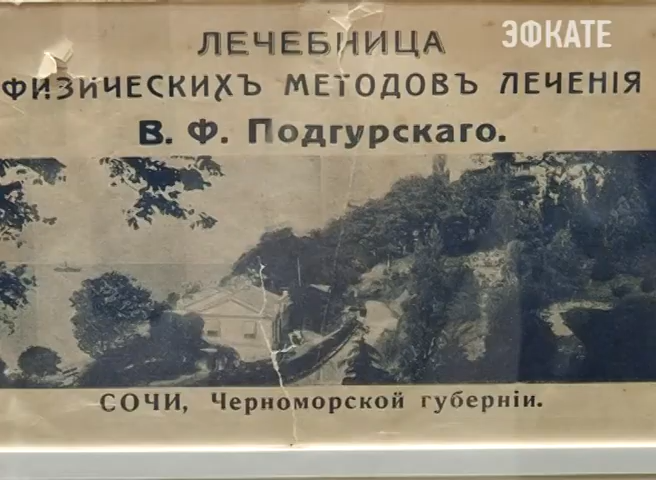 ЭФКАТЕ
ЛЕЧЕБНИЦА
ФИЗИЧЕСКИХЪ МЕТОДОВЪ ЛЕЧЕНІЯ
В. Ф. Подгурскаго.
СОЧИ, Черноморской губерніи.